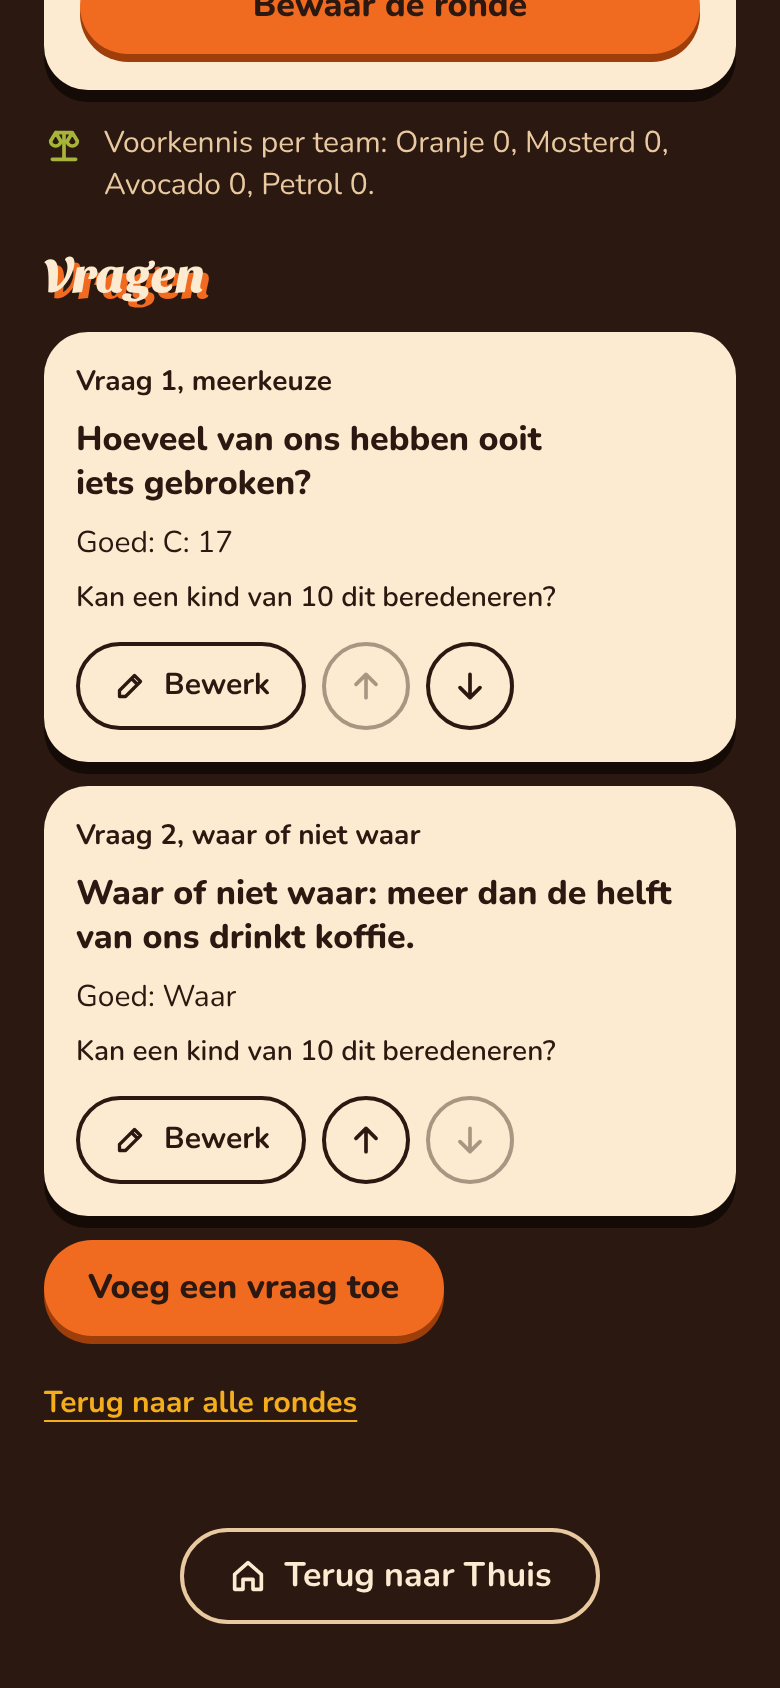 Bewaar de ronde
Voorkennis per team: Oranje 0, Mosterd 0,
Avocado 0, Petrol 0.
Vragen
Vraag 1, meerkeuze
Hoeveel van ons hebben ooit
iets gebroken?
Goed: C: 17
Kan een kind van 10 dit beredeneren?
Bewerk
Vraag 2, waar of niet waar
Waar of niet waar: meer dan de helft
van ons drinkt koffie.
Goed: Waar
Kan een kind van 10 dit beredeneren?
Bewerk
Voeg een vraag toe
Terug naar alle rondes
Terug naar Thuis